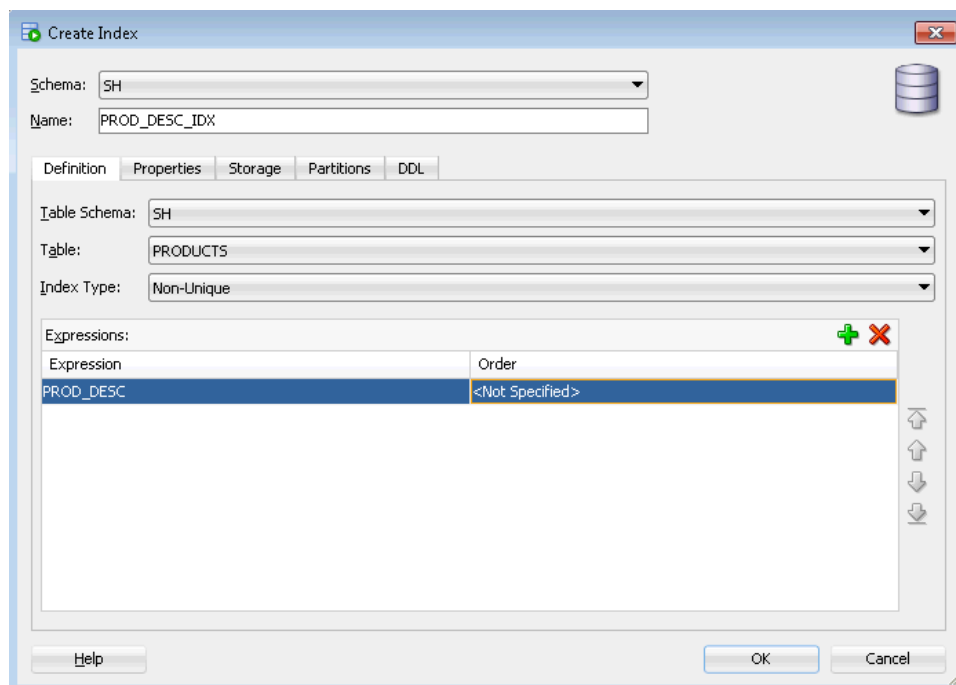 Create Index
Schema: SH
Name: PROD_DESC_IDX
Definition Properties Storage Partitions DDL
Table Schema: SH
Table: PRODUCTS
Index Type: Non-Unique
Expressions:
Expression Order
PROD_DESC <Not Specified>
Help OK Cancel